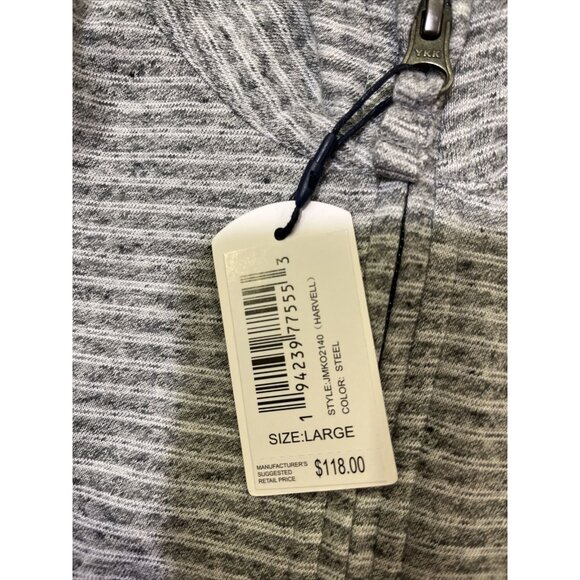 YKK
1 94239 77555 3
STYLE:JMKO2140 (HARVELL)
COLOR: STEEL
SIZE:LARGE
MANUFACTURER'S
SUGGESTED
RETAIL PRICE
$118.00